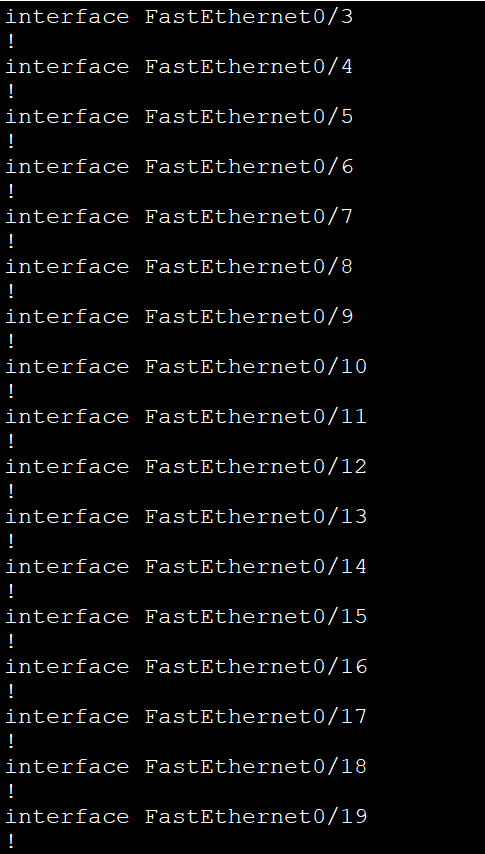 interface FastEthernet0/3
!
interface FastEthernet0/4
!
interface FastEthernet0/5
!
interface FastEthernet0/6
!
interface FastEthernet0/7
!
interface FastEthernet0/8
!
interface FastEthernet0/9
!
interface FastEthernet0/10
!
interface FastEthernet0/11
!
interface FastEthernet0/12
!
interface FastEthernet0/13
!
interface FastEthernet0/14
!
interface FastEthernet0/15
!
interface FastEthernet0/16
!
interface FastEthernet0/17
!
interface FastEthernet0/18
!
interface FastEthernet0/19
!